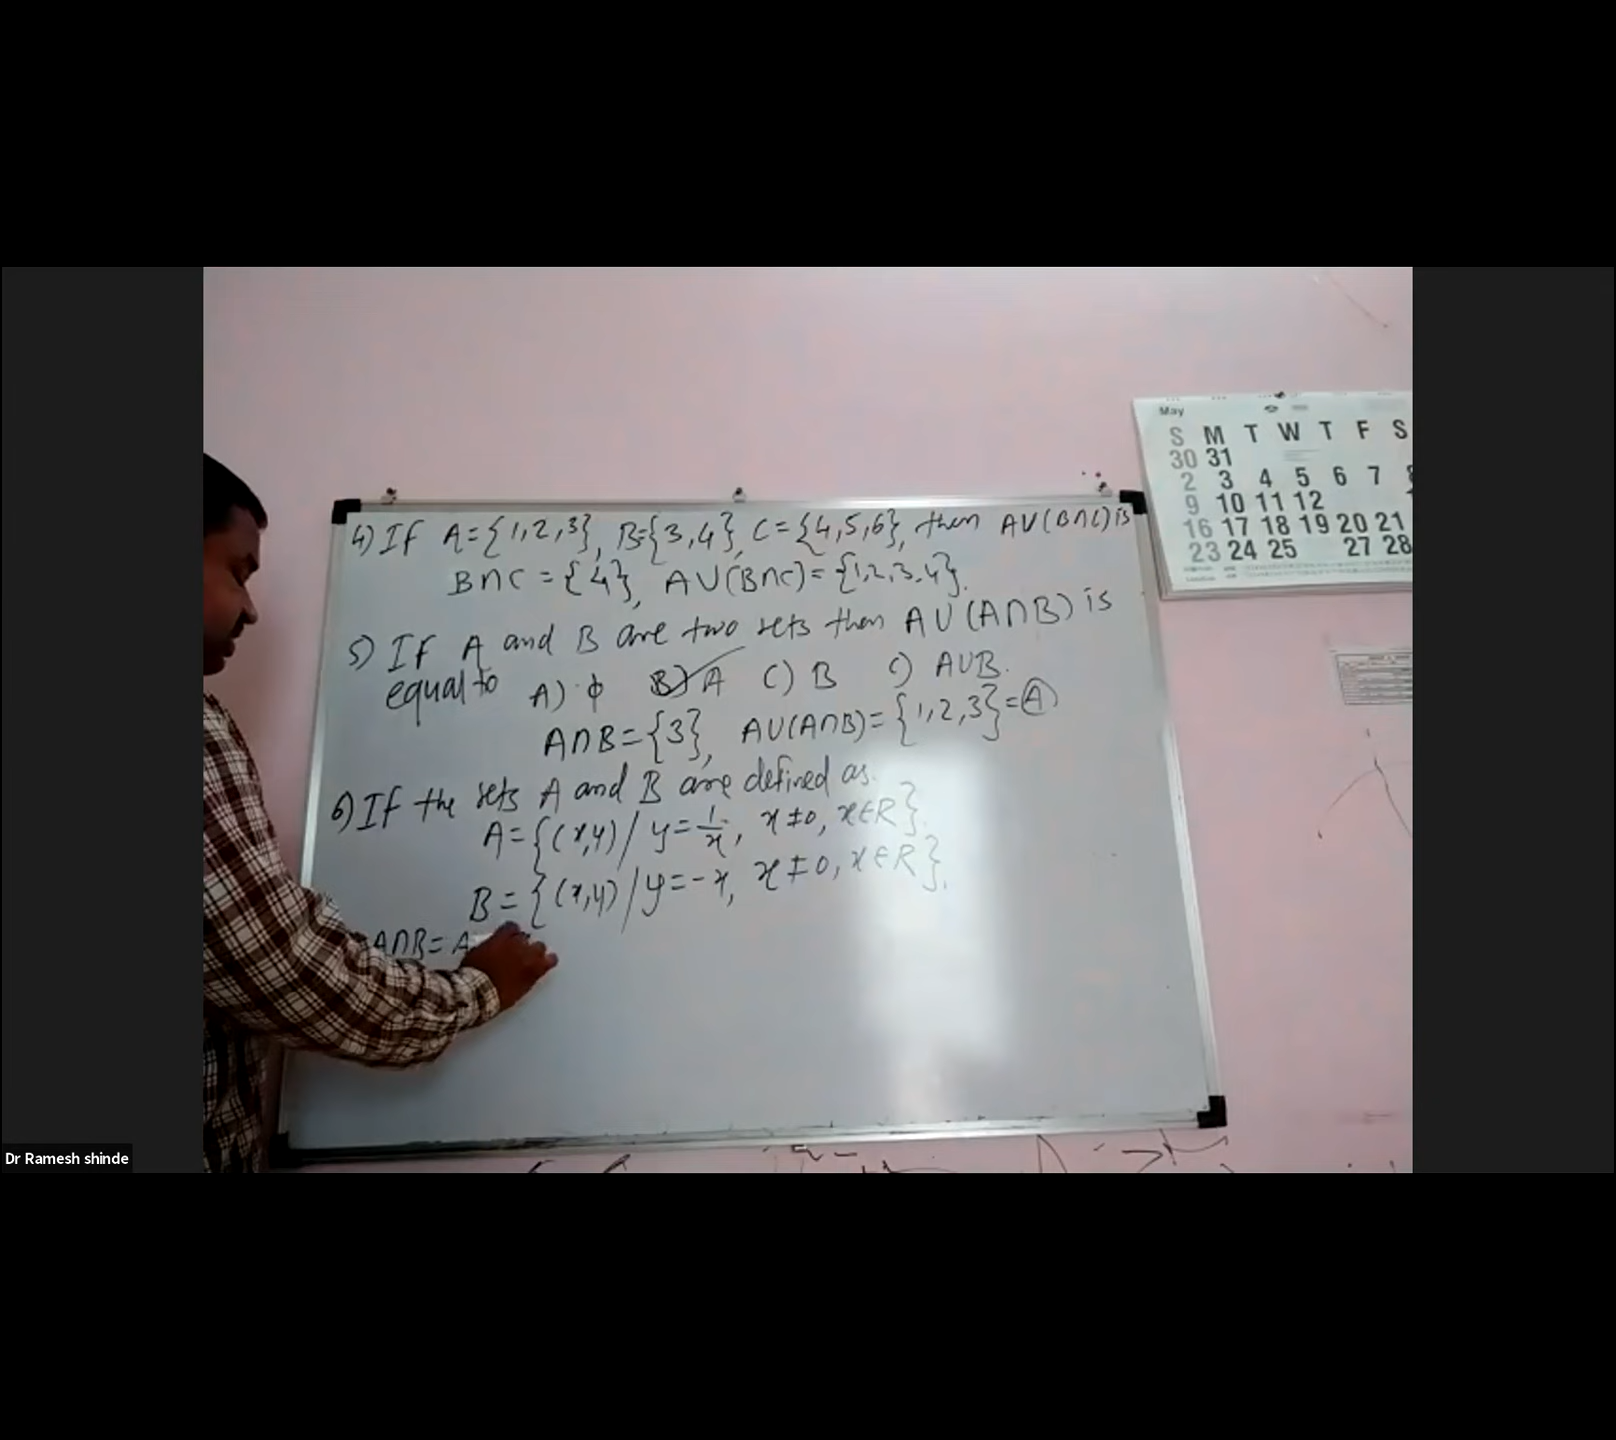 May
S M T W T F S
30 31
2 3 4 5 6 7 8
9 10 11 12
16 17 18 19 20 21
23 24 25 27 28
4) If A={1,2,3}, B={3,4}, C={4,5,6}, then A∪(B∩C) is
B∩C = {4}, A∪(B∩C)={1,2,3,4}.
5) If A and B are two sets then A∪(A∩B) is
equal to A) φ B) A C) B C) A∪B.
A∩B={3}, A∪(A∩B)={1,2,3}=A
6) If the sets A and B are defined as.
A={(x,y)/ y=1/x, x≠0, x∈R}.
B={(x,y)/y=-x, x≠0, x∈R}.
A∩B= A
Dr Ramesh shinde